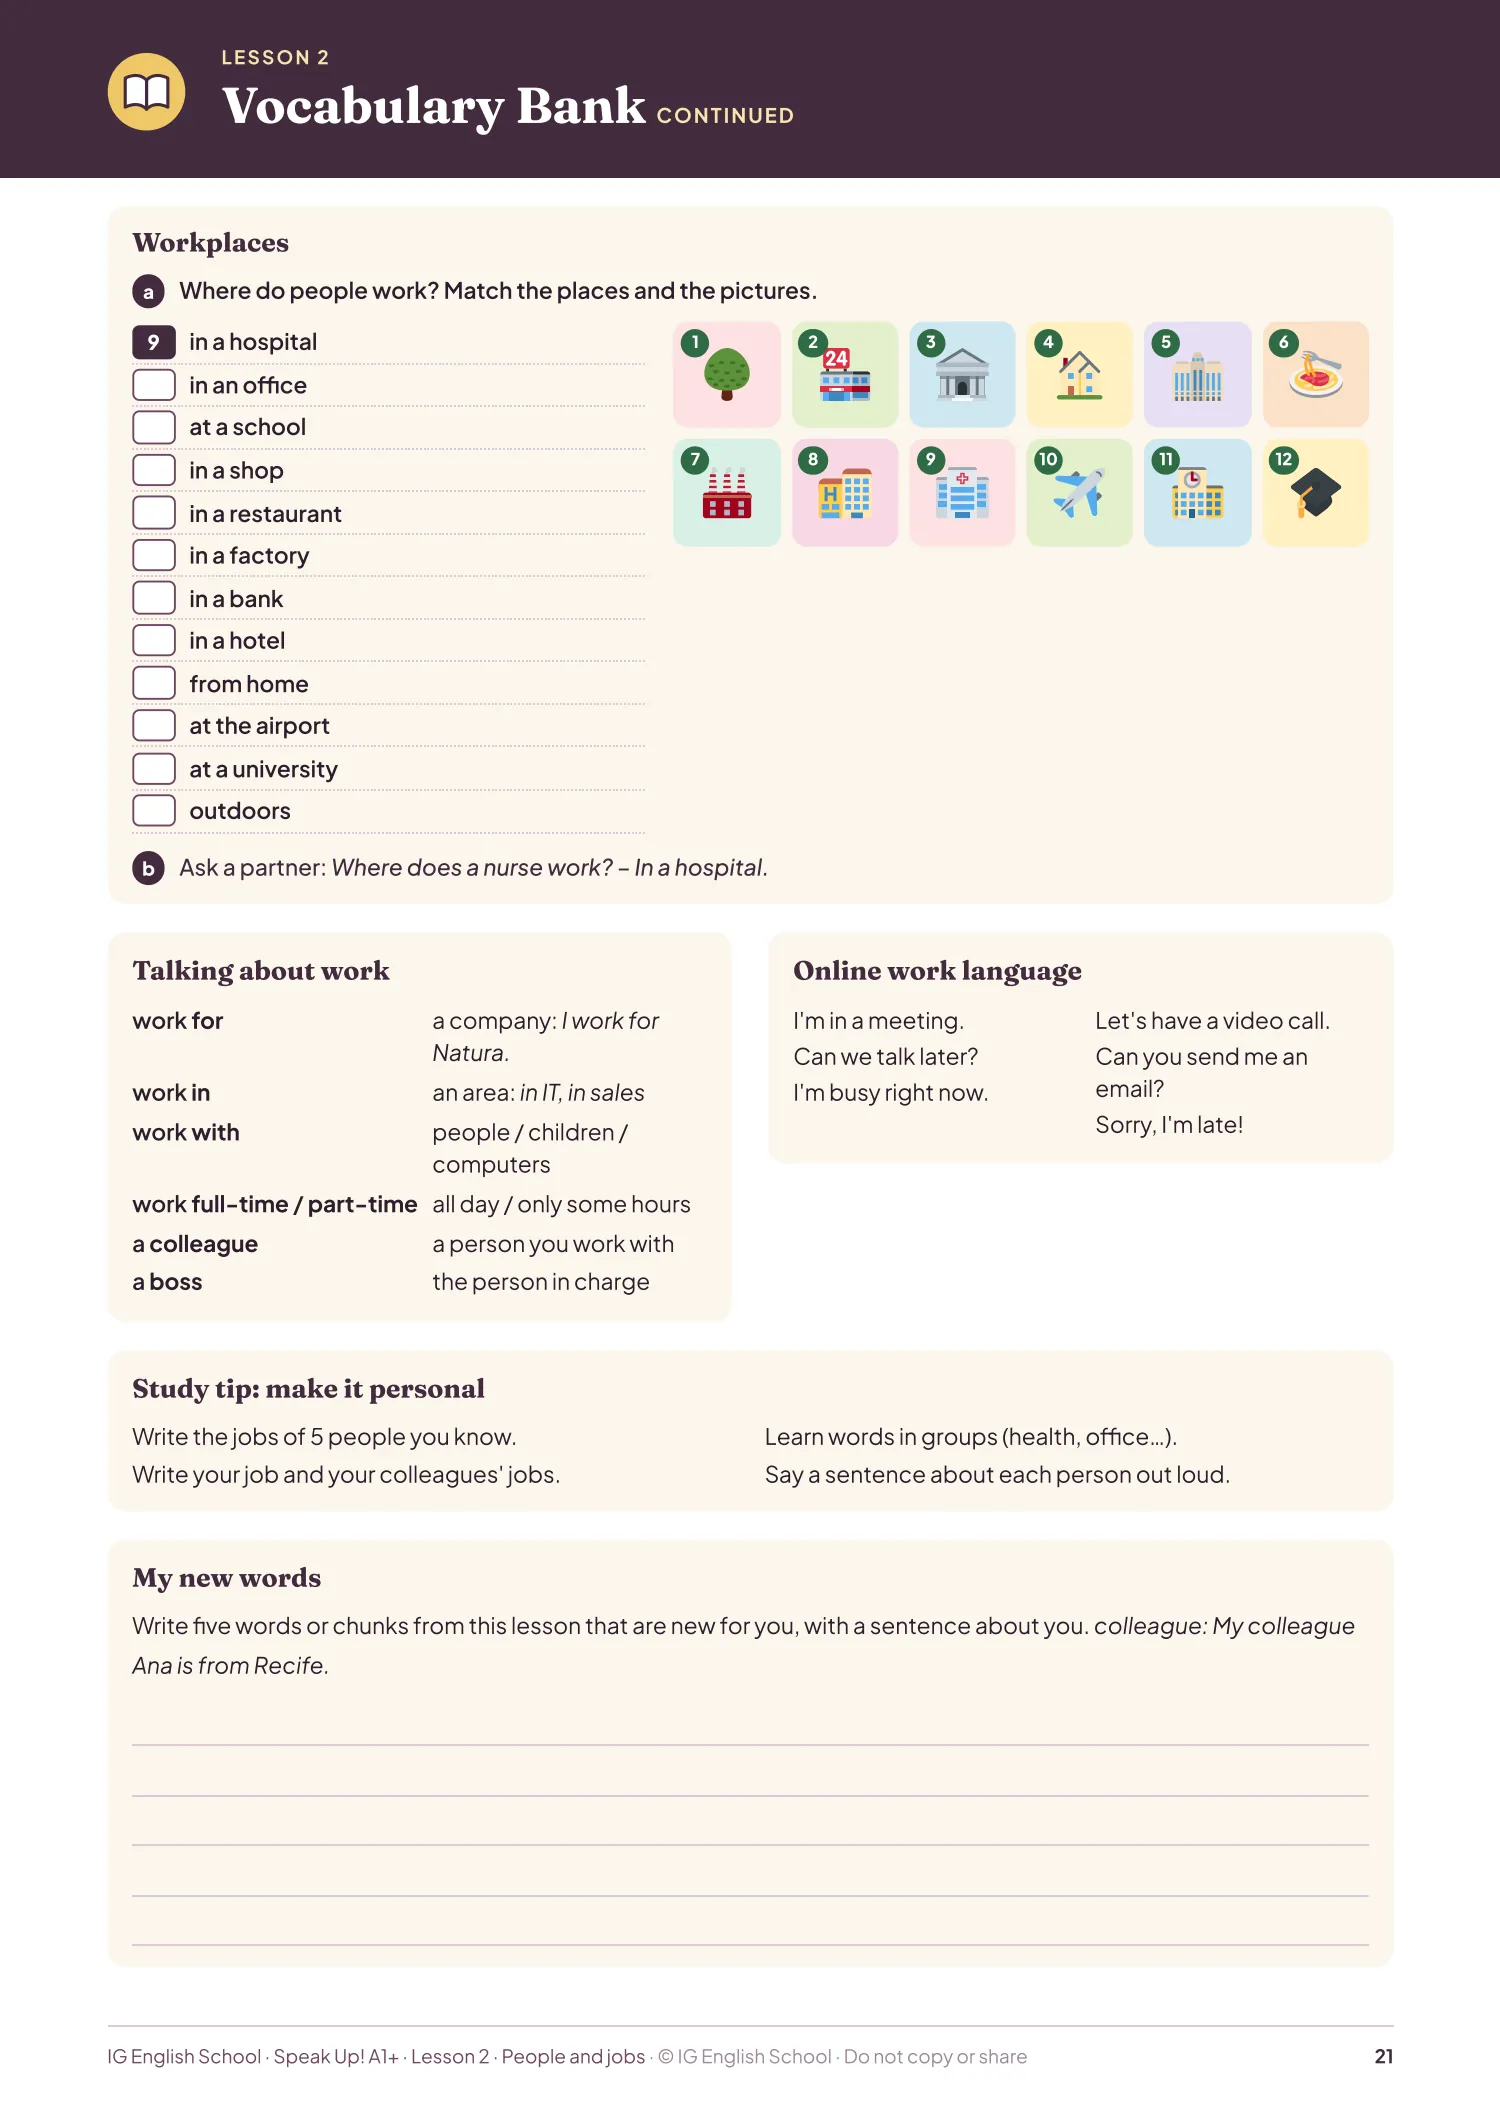 LESSON 2
Vocabulary Bank CONTINUED
Workplaces
a Where do people work? Match the places and the pictures.
9 in a hospital
in an office
at a school
in a shop
in a restaurant
in a factory
in a bank
in a hotel
from home
at the airport
at a university
outdoors
1 2 3 4 5 6
24
7 8 9 10 11 12
H
b Ask a partner: Where does a nurse work? – In a hospital.
Talking about work
work for a company: I work for
Natura.
work in an area: in IT, in sales
work with people / children /
computers
work full-time / part-time all day / only some hours
a colleague a person you work with
a boss the person in charge
Online work language
I'm in a meeting.
Can we talk later?
I'm busy right now.
Let's have a video call.
Can you send me an
email?
Sorry, I'm late!
Study tip: make it personal
Write the jobs of 5 people you know.
Write your job and your colleagues' jobs.
Learn words in groups (health, office…).
Say a sentence about each person out loud.
My new words
Write five words or chunks from this lesson that are new for you, with a sentence about you. colleague: My colleague
Ana is from Recife.
IG English School · Speak Up! A1+ · Lesson 2 · People and jobs · © IG English School · Do not copy or share 21